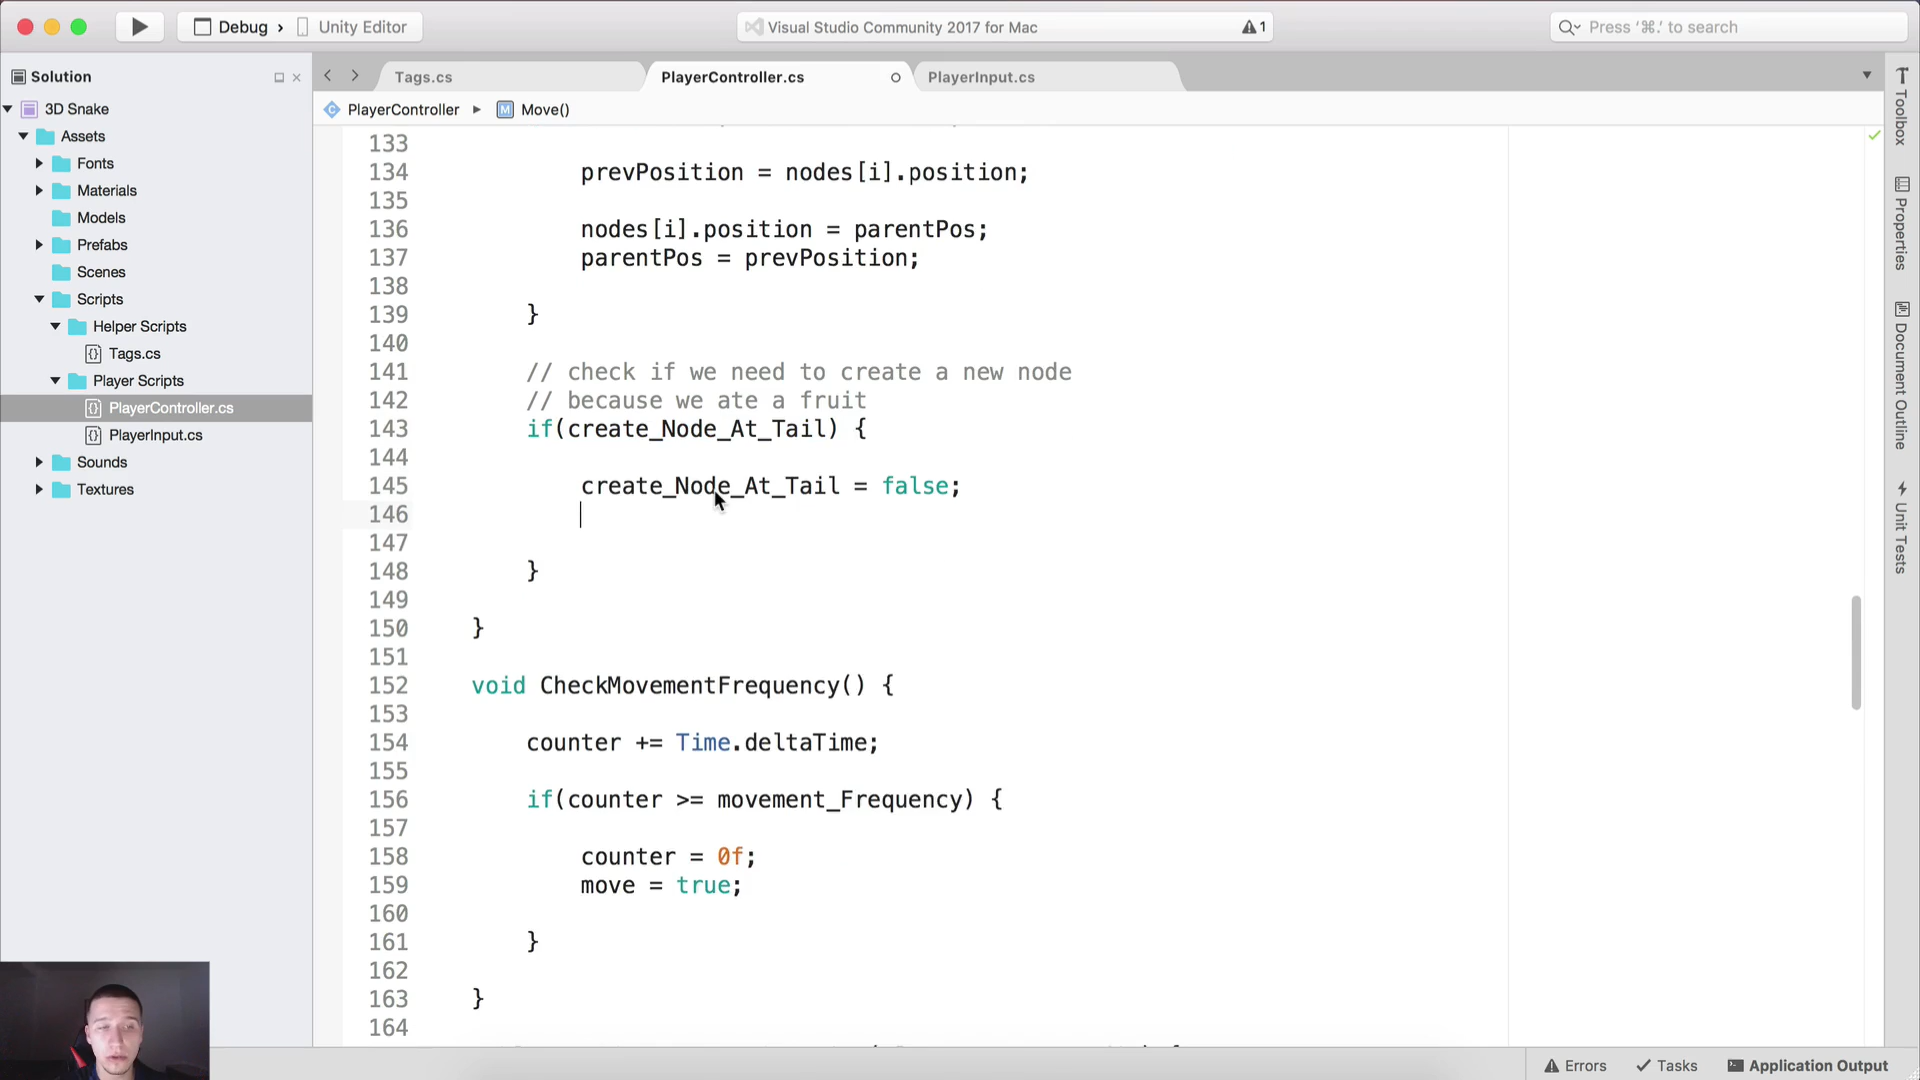 Debug › Unity Editor
Visual Studio Community 2017 for Mac
1
Press ‘⌘.’ to search
Solution
3D Snake
Assets
Fonts
Materials
Models
Prefabs
Scenes
Scripts
Helper Scripts
Tags.cs
Player Scripts
PlayerController.cs
PlayerInput.cs
Sounds
Textures
Tags.cs
PlayerController.cs
PlayerInput.cs
PlayerController
Move()
133
134 prevPosition = nodes[i].position;
135
136 nodes[i].position = parentPos;
137 parentPos = prevPosition;
138
139 }
140
141 // check if we need to create a new node
142 // because we ate a fruit
143 if(create_Node_At_Tail) {
144
145 create_Node_At_Tail = false;
146
147
148 }
149
150 }
151
152 void CheckMovementFrequency() {
153
154 counter += Time.deltaTime;
155
156 if(counter >= movement_Frequency) {
157
158 counter = 0f;
159 move = true;
160
161 }
162
163 }
164
Toolbox
Properties
Document Outline
Unit Tests
Errors
Tasks
Application Output